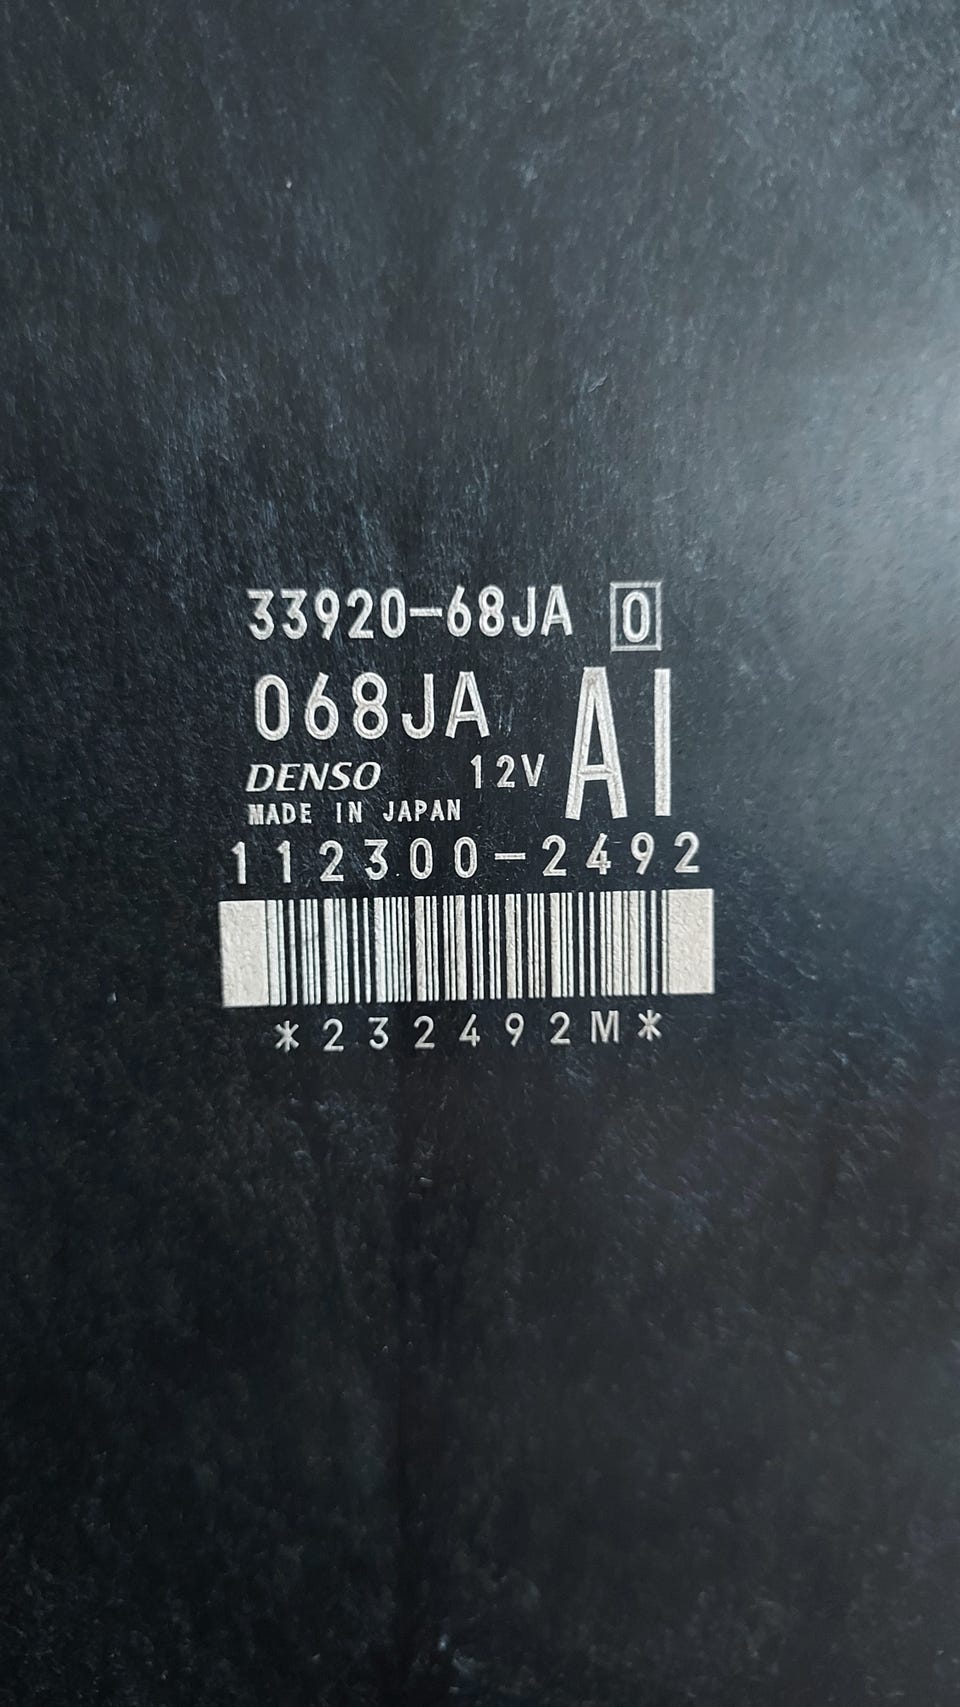 33920-68JA 0
068JA AI
DENSO 12V
MADE IN JAPAN
112300-2492
*232492M*